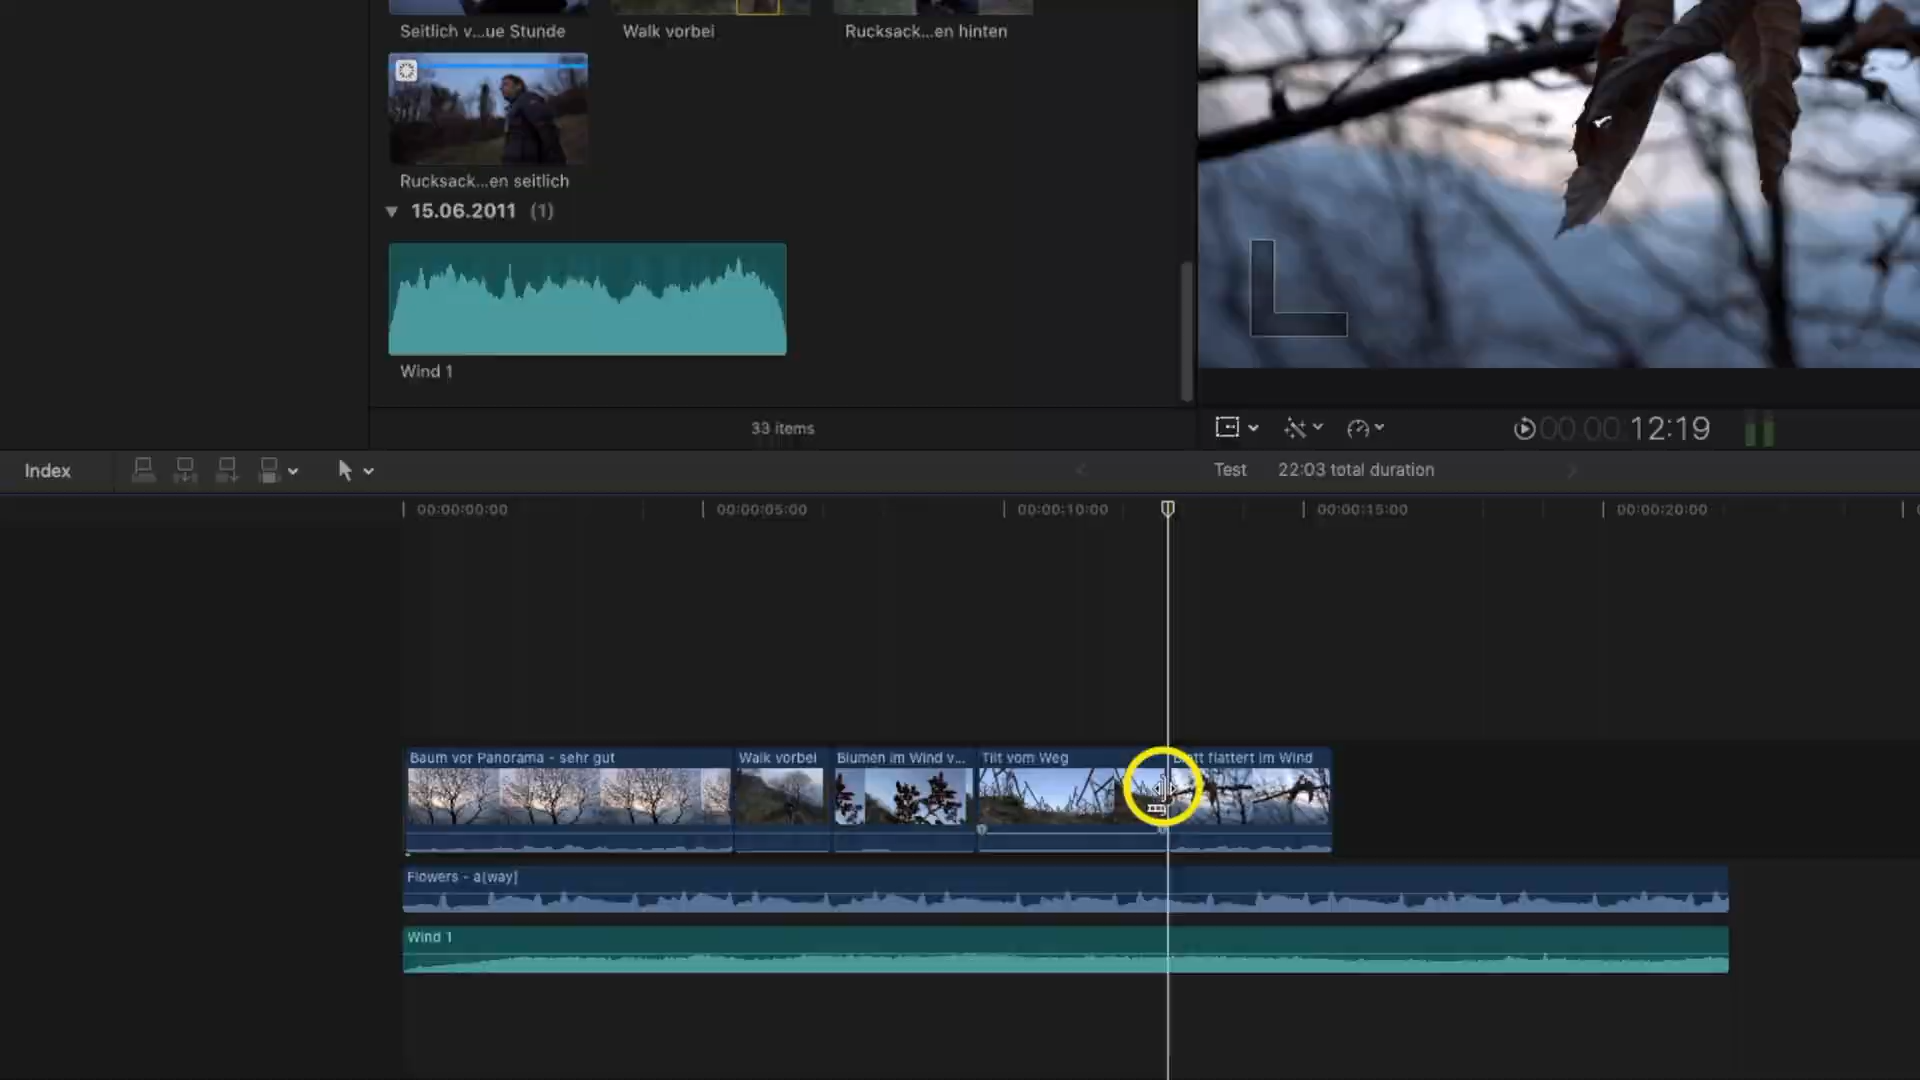 Seitlich v...ue Stunde
Walk vorbei
Rucksack...en hinten
Rucksack...en seitlich
15.06.2011 (1)
Wind 1
33 items
00:00:00:12:19
Index
Test
22:03 total duration
00:00:00:00
00:00:05:00
00:00:10:00
00:00:15:00
00:00:20:00
Baum vor Panorama - sehr gut
Walk vorbei
Blumen im Wind v...
Tilt vom Weg
flattert im Wind
Flowers - a[way]
Wind 1